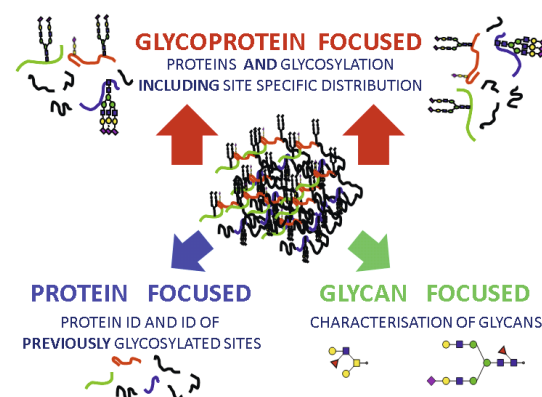 GLYCOPROTEIN FOCUSED
PROTEINS AND GLYCOSYLATION
INCLUDING SITE SPECIFIC DISTRIBUTION
PROTEIN FOCUSED
PROTEIN ID AND ID OF
PREVIOUSLY GLYCOSYLATED SITES
GLYCAN FOCUSED
CHARACTERISATION OF GLYCANS